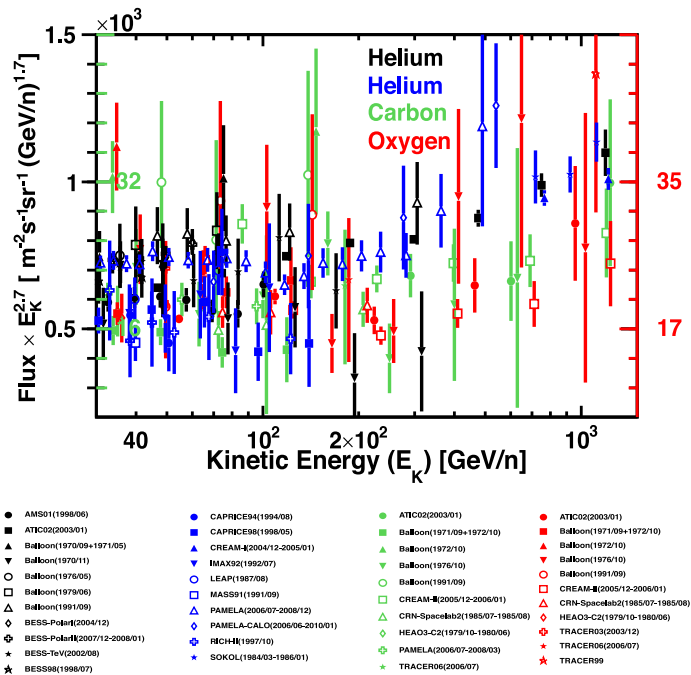 ×10³
1.5
1.0
0.5
32
16
35
17
Helium
Helium
Carbon
Oxygen
Flux × E_K^2.7 [ m⁻²s⁻¹sr⁻¹ (GeV/n)^1.7
40
10²
2×10²
10³
Kinetic Energy (E_K) [GeV/n]
AMS01(1998/06)
ATIC02(2003/01)
Balloon(1970/09+1971/05)
Balloon(1970/11)
Balloon(1976/05)
Balloon(1979/06)
Balloon(1991/09)
BESS-PolarI(2004/12)
BESS-PolarII(2007/12-2008/01)
BESS-TeV(2002/08)
BESS98(1998/07)
CAPRICE94(1994/08)
CAPRICE98(1998/05)
CREAM-I(2004/12-2005/01)
IMAX92(1992/07)
LEAP(1987/08)
MASS91(1991/09)
PAMELA(2006/07-2008/12)
PAMELA-CALO(2006/06-2010/01)
RICH-II(1997/10)
SOKOL(1984/03-1986/01)
ATIC02(2003/01)
Balloon(1971/09+1972/10)
Balloon(1972/10)
Balloon(1976/10)
Balloon(1991/09)
CREAM-II(2005/12-2006/01)
CRN-Spacelab2(1985/07-1985/08)
HEAO3-C2(1979/10-1980/06)
PAMELA(2006/07-2008/03)
TRACER06(2006/07)
ATIC02(2003/01)
Balloon(1971/09+1972/10)
Balloon(1972/10)
Balloon(1976/10)
Balloon(1991/09)
CREAM-II(2005/12-2006/01)
CRN-Spacelab2(1985/07-1985/08)
HEAO3-C2(1979/10-1980/06)
TRACER03(2003/12)
TRACER06(2006/07)
TRACER99